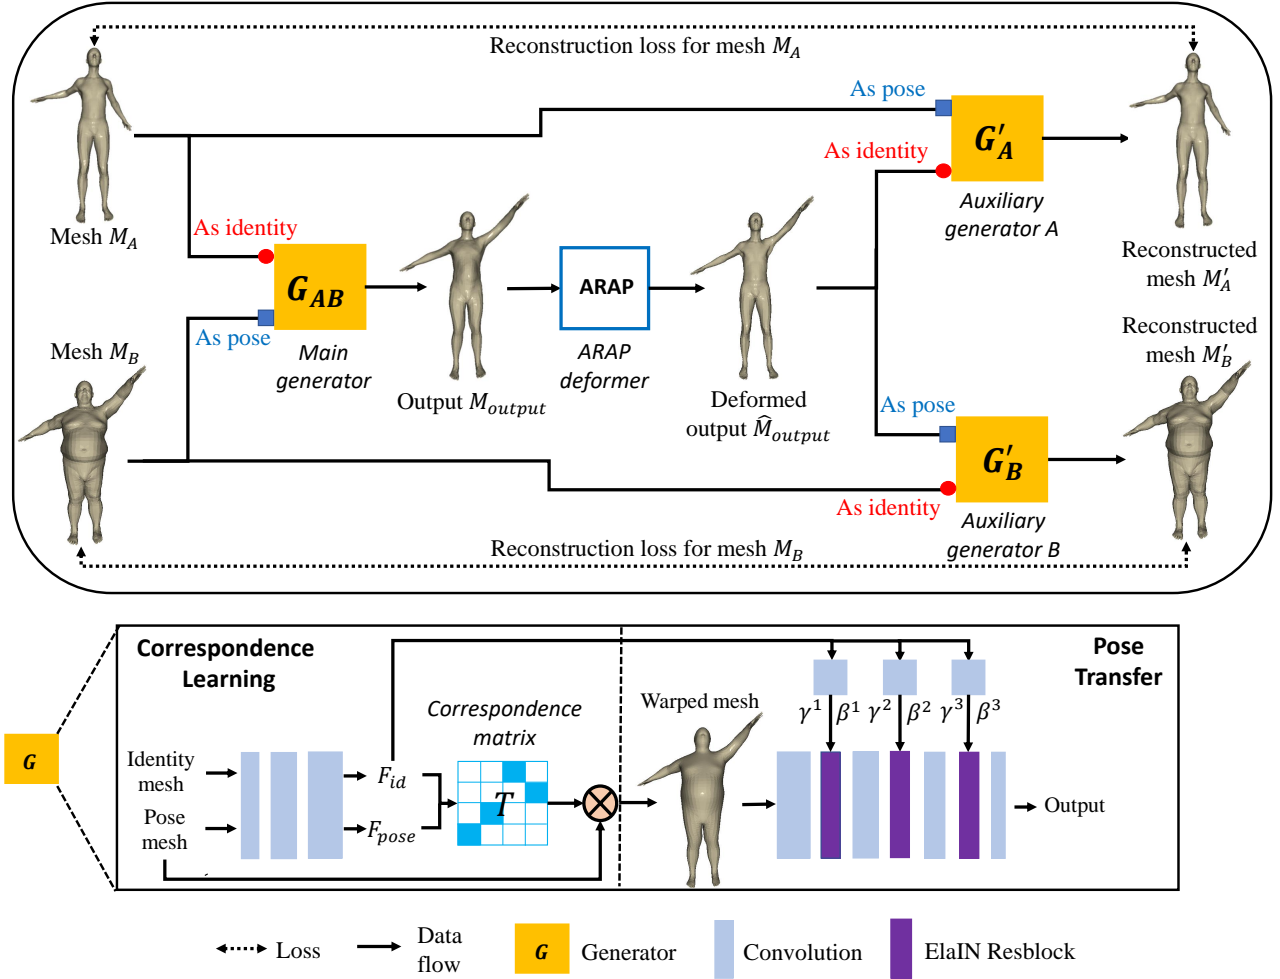 Reconstruction loss for mesh M_A
As pose
G'_A
As identity
Auxiliary
generator A
Mesh M_A
As identity
G_AB
As pose
Main
generator
Output M_output
ARAP
ARAP
deformer
Deformed
output M̂_output
Reconstructed
mesh M'_A
Reconstructed
mesh M'_B
Mesh M_B
As pose
G'_B
As identity
Auxiliary
generator B
Reconstruction loss for mesh M_B
G
Correspondence
Learning
Identity
mesh
Pose
mesh
F_id
F_pose
Correspondence
matrix
T
Warped mesh
Pose
Transfer
γ^1 β^1 γ^2 β^2 γ^3 β^3
Output
Loss
Data
flow
G
Generator
Convolution
ElaIN Resblock